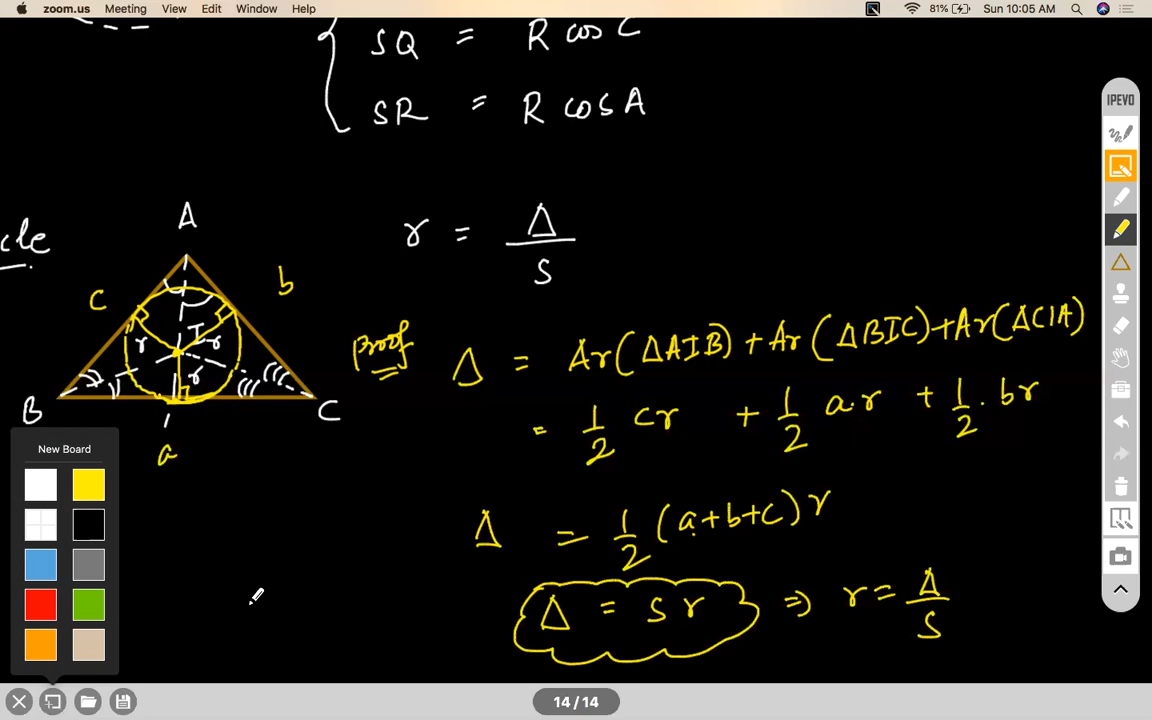 zoom.us Meeting View Edit Window Help 81% Sun 10:05 AM
SQ = R cos C
SR = R cos A
IPEVO
cle
A
r = Δ / s
c b
I
r r
r
B C
a
Proof Δ = Ar(ΔAIB) + Ar(ΔBIC) + Ar(ΔCIA)
= 1/2 cr + 1/2 a.r + 1/2 . br
New Board
Δ = 1/2 (a+b+c) r
Δ = s r ⇒ r = Δ / s
14 / 14